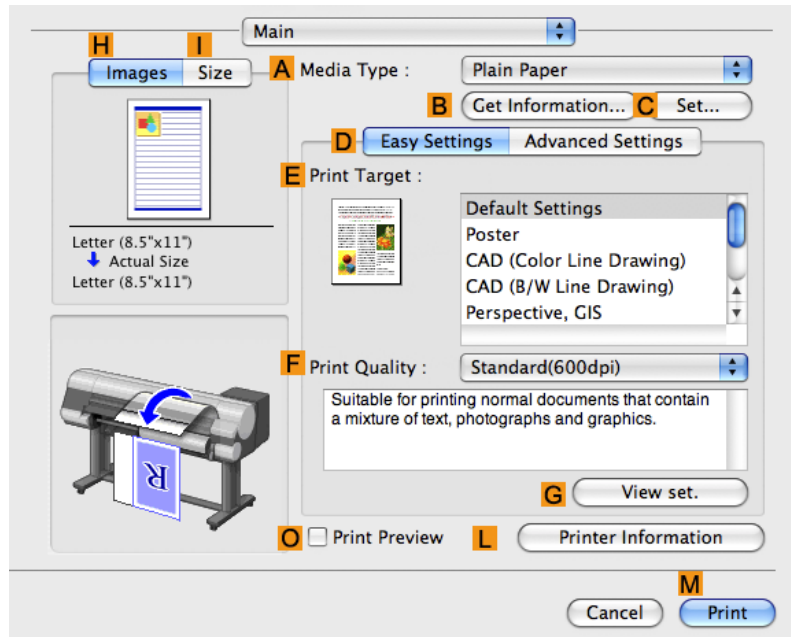 Main
H
I
Images
Size
A
Media Type :
Plain Paper
B
Get Information...
C
Set...
D
Easy Settings
Advanced Settings
E
Print Target :
Default Settings
Poster
CAD (Color Line Drawing)
CAD (B/W Line Drawing)
Perspective, GIS
Letter (8.5"x11")
Actual Size
Letter (8.5"x11")
F
Print Quality :
Standard(600dpi)
Suitable for printing normal documents that contain
a mixture of text, photographs and graphics.
R
G
View set.
O
Print Preview
L
Printer Information
M
Cancel
Print